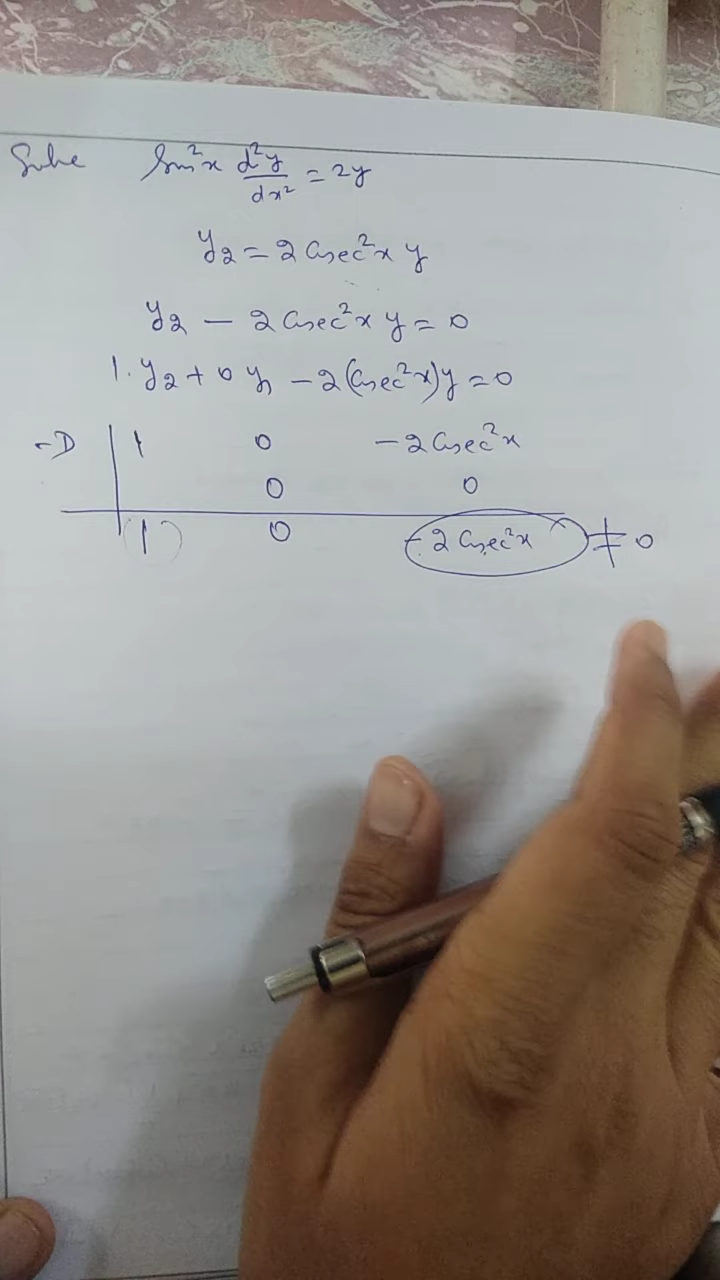 Solve sin²x d²y/dx² = 2y
y₂ = 2 Cosec²x y
y₂ − 2 Cosec²x y = 0
1. y₂ + 0 y₁ − 2(Cosec²x)y = 0
-D | 1 0 −2 Cosec²x
0 0
1 0 −2 Cosec²x ≠ 0